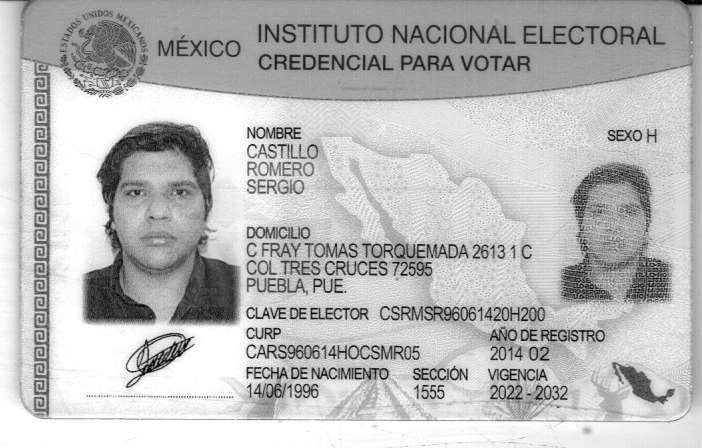 ESTADOS UNIDOS MEXICANOS
MÉXICO INSTITUTO NACIONAL ELECTORAL
CREDENCIAL PARA VOTAR
NOMBRE SEXO H
CASTILLO
ROMERO
SERGIO
DOMICILIO
C FRAY TOMAS TORQUEMADA 2613 1 C
COL TRES CRUCES 72595
PUEBLA, PUE.
CLAVE DE ELECTOR CSRMSR96061420H200
CURP AÑO DE REGISTRO
CARS960614HOCSMR05 2014 02
FECHA DE NACIMIENTO SECCIÓN VIGENCIA
14/06/1996 1555 2022 - 2032